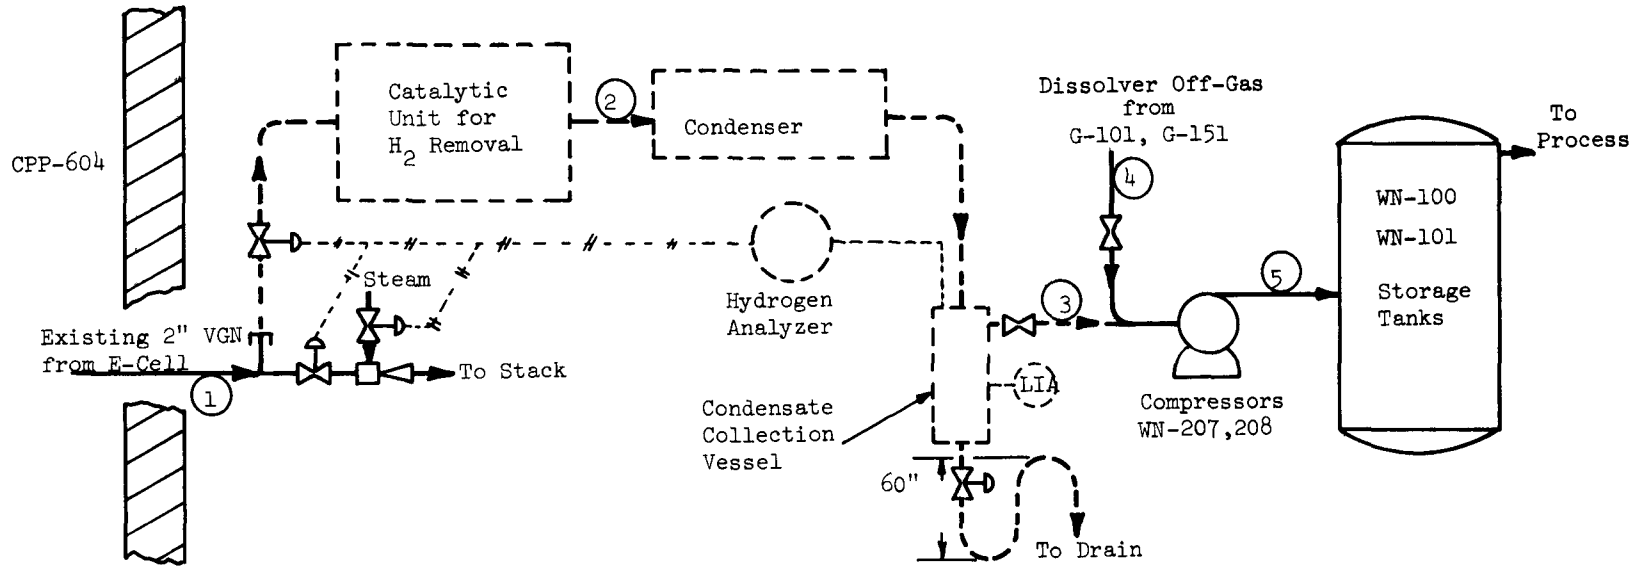 CPP-604
Catalytic
Unit for
H2 Removal
2
Condenser
Dissolver Off-Gas
from
G-101, G-151
4
To
Process
WN-100
WN-101
Storage
Tanks
5
Steam
Hydrogen
Analyzer
3
Existing 2" VGN
from E-Cell
1
To Stack
LIA
Compressors
WN-207,208
Condensate
Collection
Vessel
60"
To Drain